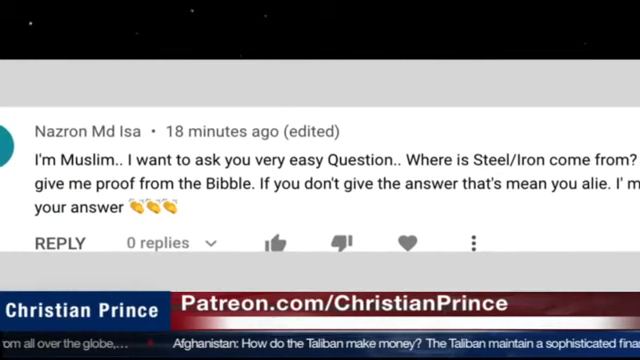 Nazron Md Isa • 18 minutes ago (edited)
I'm Muslim.. I want to ask you very easy Question.. Where is Steel/Iron come from?
give me proof from the Bibble. If you don't give the answer that's mean you alie. I' m
your answer 👏👏👏
REPLY 0 replies
Christian Prince
Patreon.com/ChristianPrince
rom all over the globe,... Afghanistan: How do the Taliban make money? The Taliban maintain a sophisticated fina